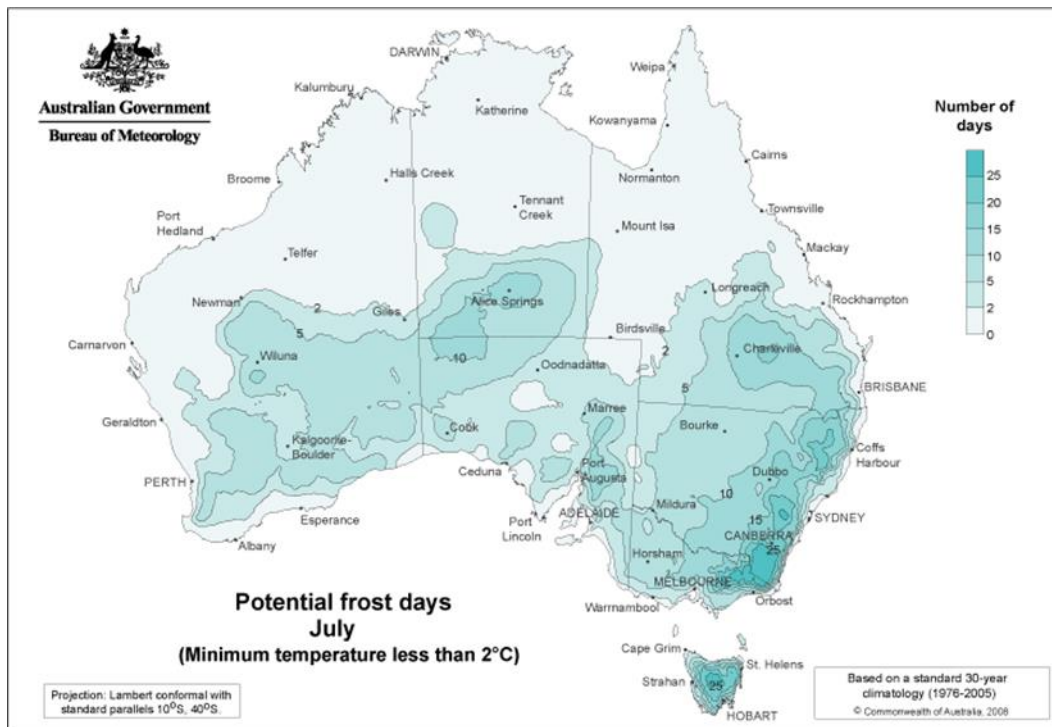 Australian Government
Bureau of Meteorology
DARWIN
Weipa
Kalumburu
Katherine
Kowanyama
Number of
days
25
20
15
10
5
2
0
Cairns
Broome
Halls Creek
Normanton
Tennant
Creek
Townsville
Port
Hedland
Mount Isa
Mackay
Telfer
Newman
2
Giles
Alice Springs
Longreach
Rockhampton
5
Carnarvon
Wiluna
10
Birdsville
2
Charleville
Oodnadatta
5
BRISBANE
Geraldton
Marree
Bourke
Cook
Kalgoorlie-
Boulder
Coffs
Harbour
PERTH
Ceduna
Port
Augusta
Dubbo
10
Mildura
Esperance
Port
Lincoln
ADELAIDE
15
SYDNEY
CANBERRA
25
Albany
Horsham
MELBOURNE
Orbost
Warrnambool
Potential frost days
July
(Minimum temperature less than 2°C)
Cape Grim
St. Helens
Strahan
25
HOBART
Projection: Lambert conformal with
standard parallels 10°S, 40°S.
Based on a standard 30-year
climatology (1976-2005)
© Commonwealth of Australia, 2008